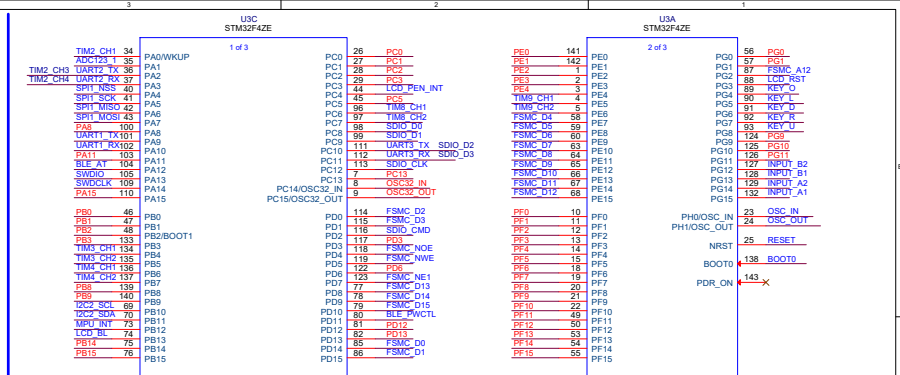 3 2 1
U3C
STM32F4ZE
1 of 3
TIM2_CH1 34 PA0/WKUP PC0 26 PC0
ADC123_1 35 PA1 PC1 27 PC1
TIM2_CH3 UART2_TX 36 PA2 PC2 28 PC2
TIM2_CH4 UART2_RX 37 PA3 PC3 29 PC3
SPI1_NSS 40 PA4 PC4 44 LCD_PEN_INT
SPI1_SCK 41 PA5 PC5 45 PC5
SPI1_MISO 42 PA6 PC6 96 TIM8_CH1
SPI1_MOSI 43 PA7 PC7 97 TIM8_CH2
PA8 100 PA8 PC8 98 SDIO_D0
UART1_TX 101 PA9 PC9 99 SDIO_D1
UART1_RX 102 PA10 PC10 111 UART3_TX SDIO_D2
PA11 103 PA11 PC11 112 UART3_RX SDIO_D3
BLE_AT 104 PA12 PC12 113 SDIO_CLK
SWDIO 105 PA13 PC13 7 PC13
SWDCLK 109 PA14 PC14/OSC32_IN 8 OSC32_IN
PA15 110 PA15 PC15/OSC32_OUT 9 OSC32_OUT
PB0 46 PB0 PD0 114 FSMC_D2
PB1 47 PB1 PD1 115 FSMC_D3
PB2 48 PB2/BOOT1 PD2 116 SDIO_CMD
PB3 133 PB3 PD3 117 PD3
TIM3_CH1 134 PB4 PD4 118 FSMC_NOE
TIM3_CH2 135 PB5 PD5 119 FSMC_NWE
TIM4_CH1 136 PB6 PD6 122 PD6
TIM4_CH2 137 PB7 PD7 123 FSMC_NE1
PB8 139 PB8 PD8 77 FSMC_D13
PB9 140 PB9 PD9 78 FSMC_D14
I2C2_SCL 69 PB10 PD10 79 FSMC_D15
I2C2_SDA 70 PB11 PD11 80 BLE_PWCTL
MPU_INT 73 PB12 PD12 81 PD12
LCD_BL 74 PB13 PD13 82 PD13
PB14 75 PB14 PD14 85 FSMC_D0
PB15 76 PB15 PD15 86 FSMC_D1
U3A
STM32F4ZE
2 of 3
PE0 141 PE0 PG0 56 PG0
PE1 142 PE1 PG1 57 PG1
PE2 1 PE2 PG2 87 FSMC_A12
PE3 2 PE3 PG3 88 LCD_RST
PE4 3 PE4 PG4 89 KEY_O
TIM9_CH1 4 PE5 PG5 90 KEY_L
TIM9_CH2 5 PE6 PG6 91 KEY_D
FSMC_D4 58 PE7 PG7 92 KEY_R
FSMC_D5 59 PE8 PG8 93 KEY_U
FSMC_D6 60 PE9 PG9 124 PG9
FSMC_D7 63 PE10 PG10 125 PG10
FSMC_D8 64 PE11 PG11 126 PG11
FSMC_D9 65 PE12 PG12 127 INPUT_B2
FSMC_D10 66 PE13 PG13 128 INPUT_B1
FSMC_D11 67 PE14 PG14 129 INPUT_A2
FSMC_D12 68 PE15 PG15 132 INPUT_A1
PF0 10 PF0 PH0/OSC_IN 23 OSC_IN
PF1 11 PF1 PH1/OSC_OUT 24 OSC_OUT
PF2 12 PF2
PF3 13 PF3 NRST 25 RESET
PF4 14 PF4
PF5 15 PF5 BOOT0 138 BOOT0
PF6 18 PF6
PF7 19 PF7 PDR_ON 143
PF8 20 PF8
PF9 21 PF9
PF10 22 PF10
PF11 49 PF11
PF12 50 PF12
PF13 53 PF13
PF14 54 PF14
PF15 55 PF15